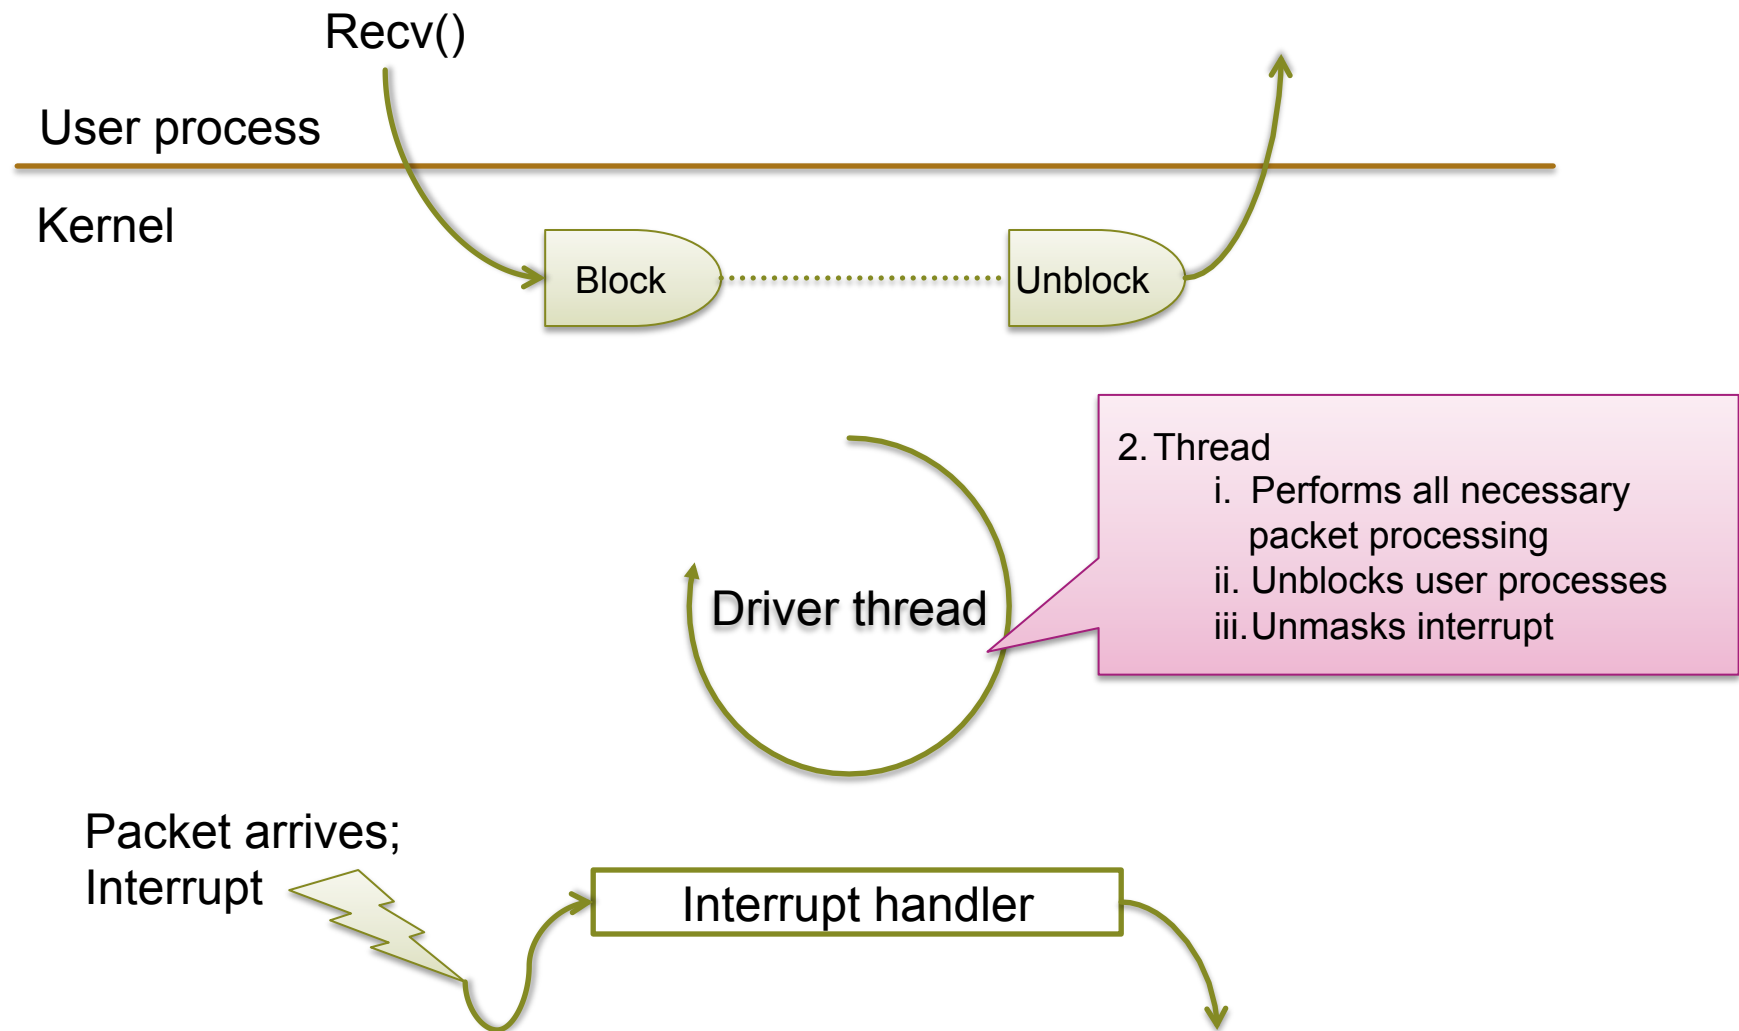 Recv()
User process
Kernel
Block
Unblock
2. Thread
i. Performs all necessary
packet processing
ii. Unblocks user processes
iii.Unmasks interrupt
Driver thread
Packet arrives;
Interrupt
Interrupt handler